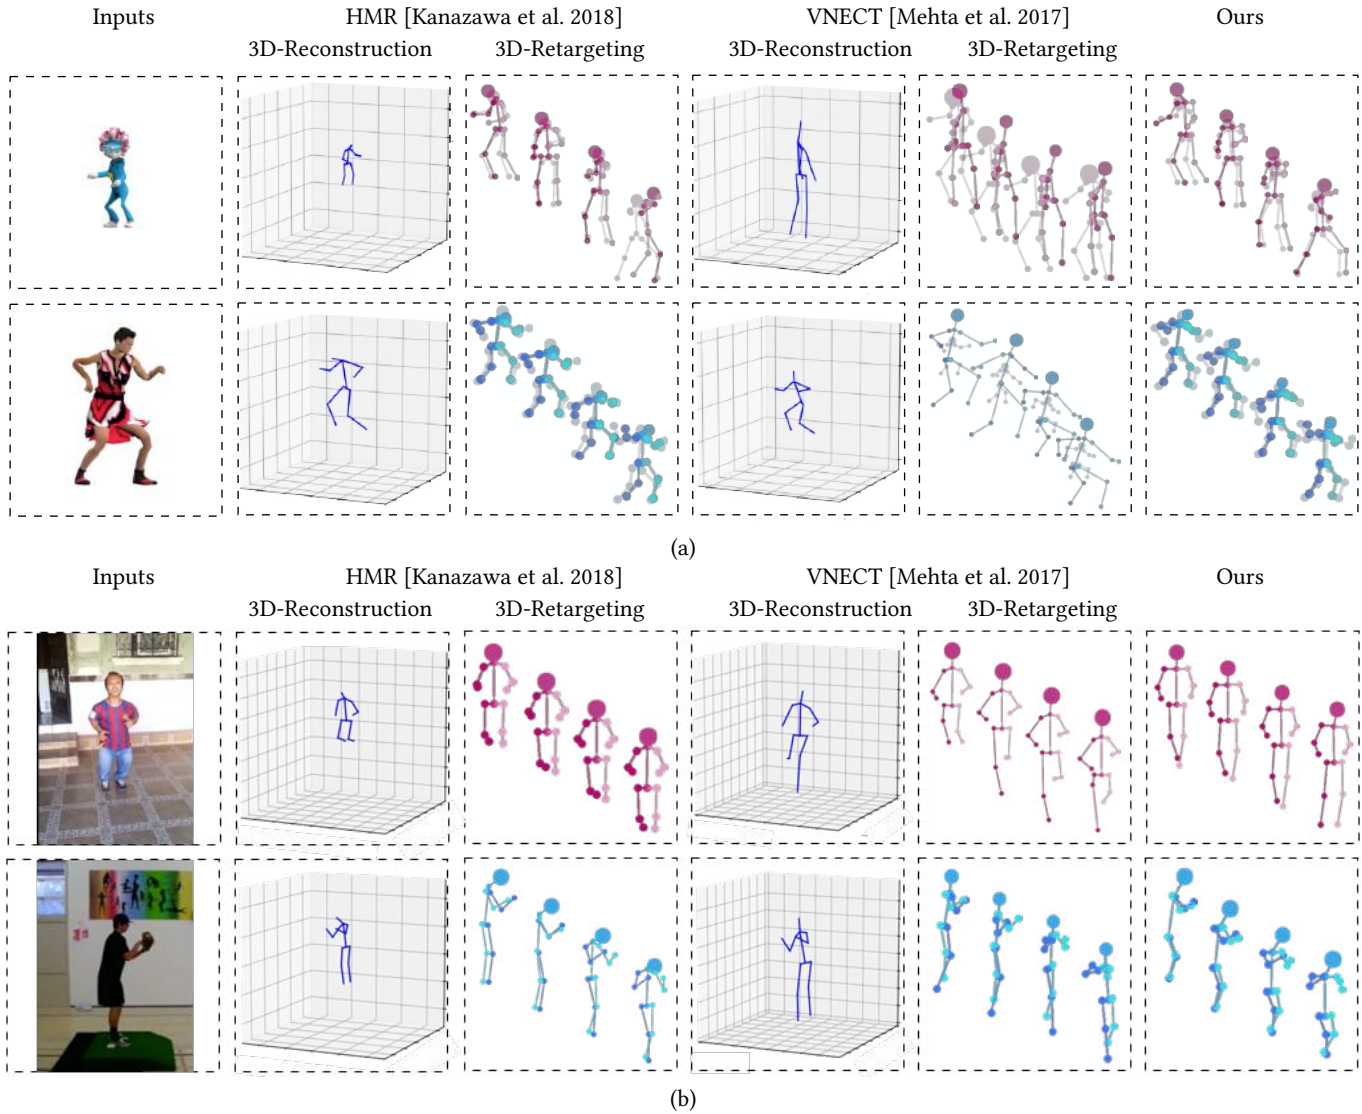 Inputs HMR [Kanazawa et al. 2018] VNECT [Mehta et al. 2017] Ours
3D-Reconstruction 3D-Retargeting 3D-Reconstruction 3D-Retargeting
(a)
Inputs HMR [Kanazawa et al. 2018] VNECT [Mehta et al. 2017] Ours
3D-Reconstruction 3D-Retargeting 3D-Reconstruction 3D-Retargeting
(b)